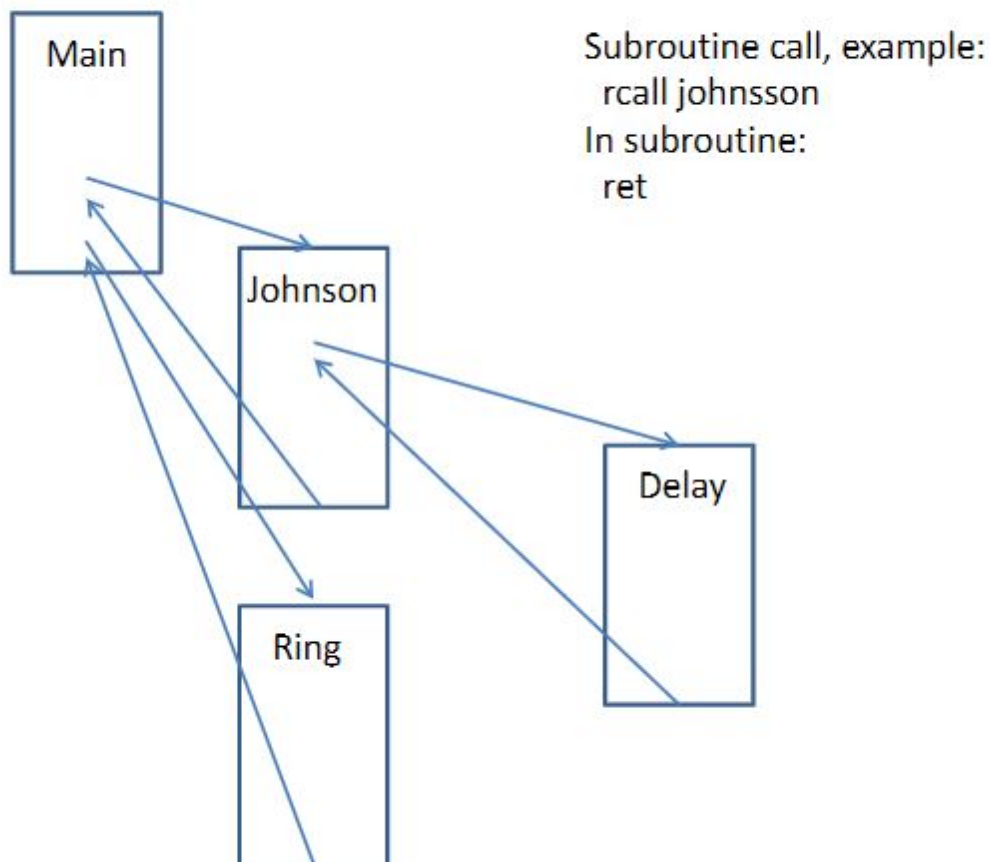 Main
Subroutine call, example:
rcall johnsson
In subroutine:
ret
Johnson
Delay
Ring